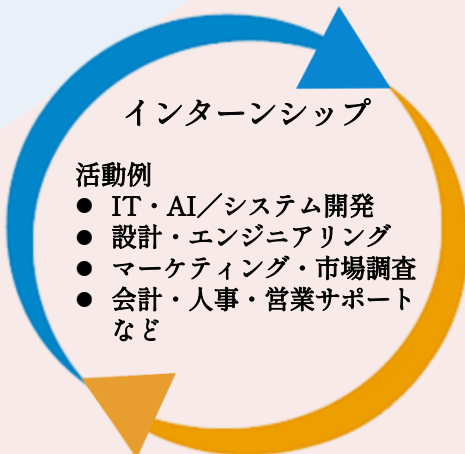 インターンシップ
活動例
● IT・AI／システム開発
● 設計・エンジニアリング
● マーケティング・市場調査
● 会計・人事・営業サポート
など